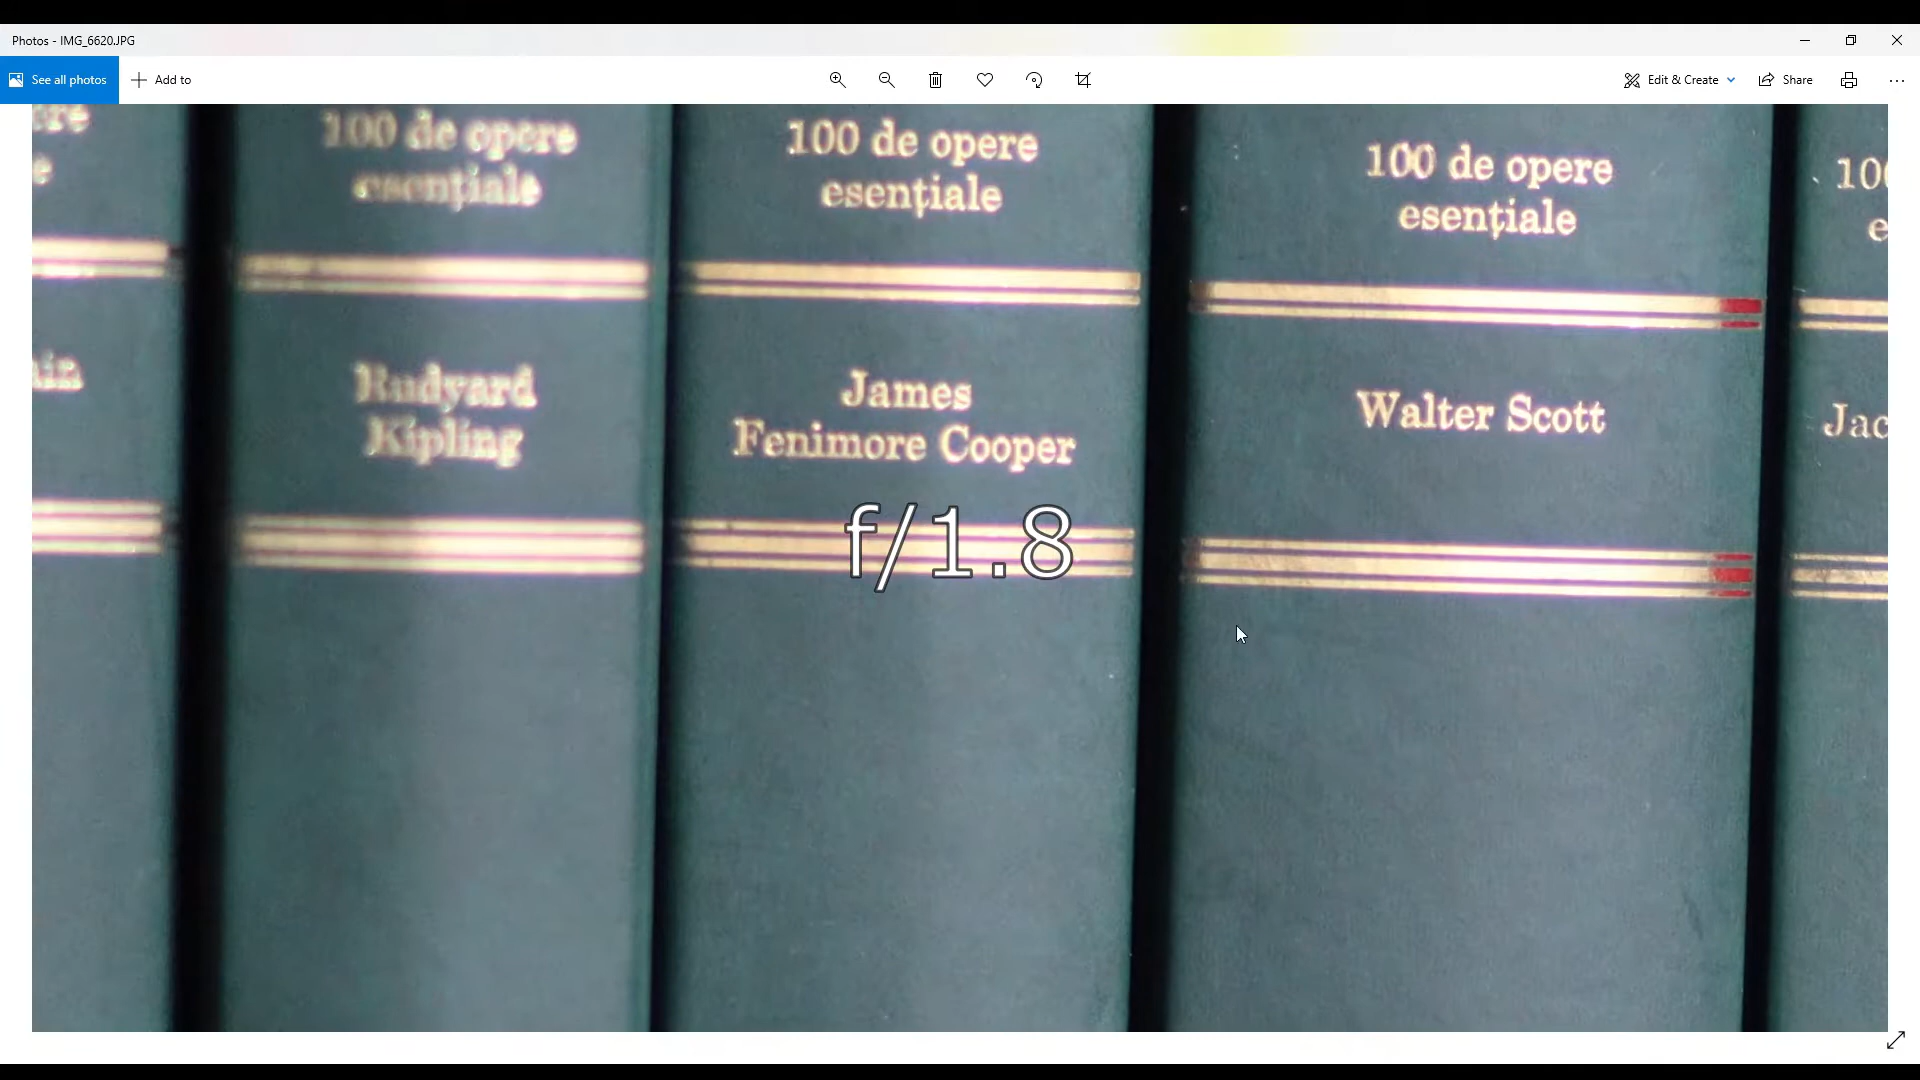 Photos - IMG_6620.JPG
See all photos
Add to
Edit & Create
Share
100 de opere
esențiale
Rudyard
Kipling
100 de opere
esențiale
James
Fenimore Cooper
100 de opere
esențiale
Walter Scott
f/1.8